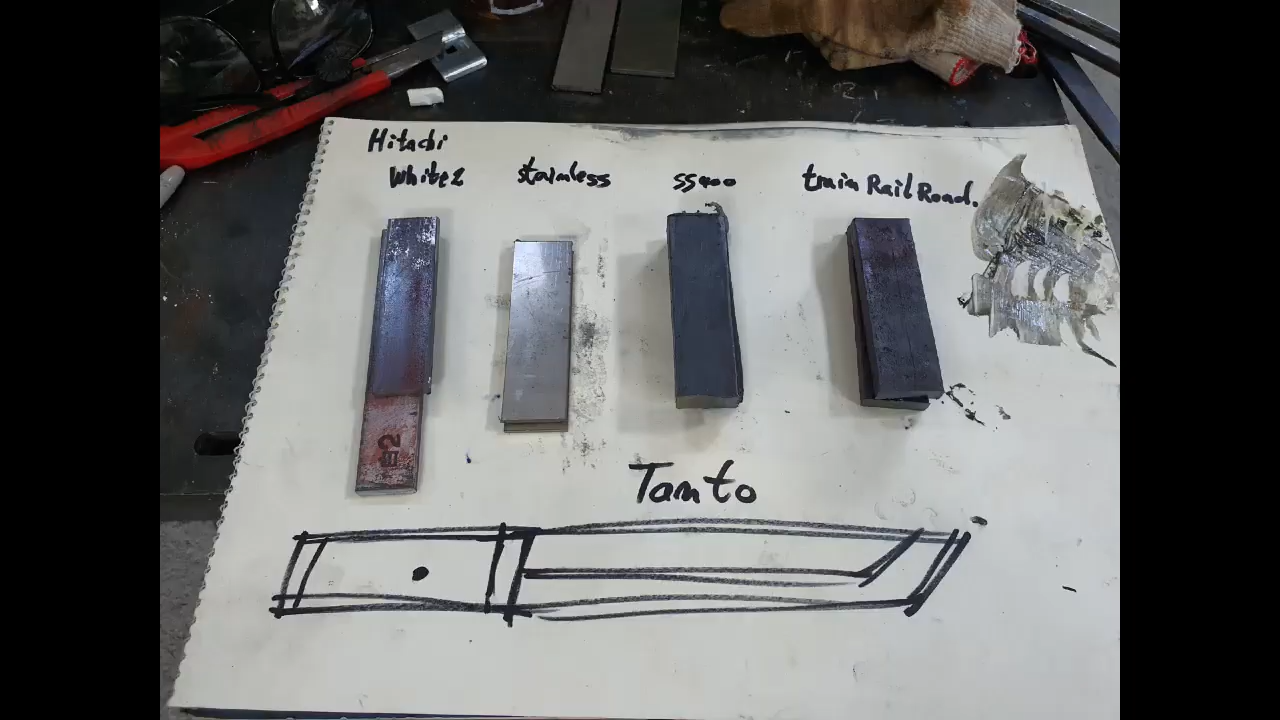 Hitachi
White2
stainless
SS400
train Rail Road.
Tanto